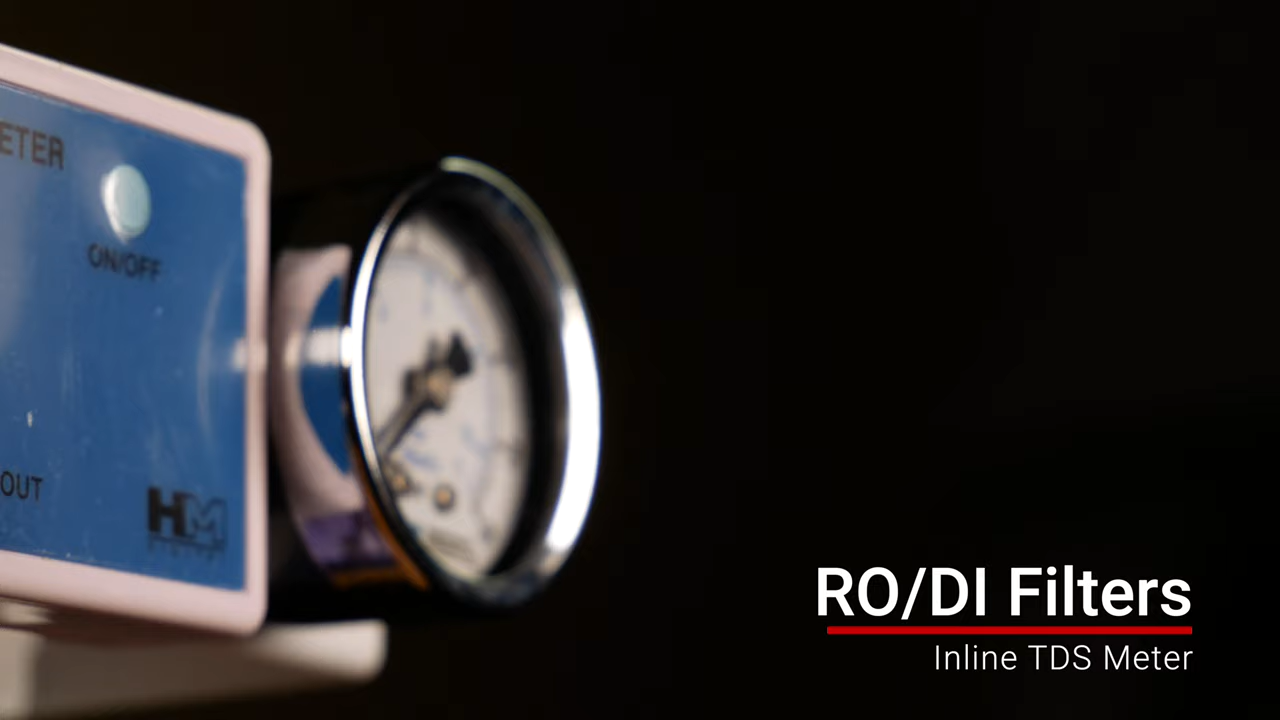 ETER
ON/OFF
OUT
HM
RO/DI Filters
Inline TDS Meter